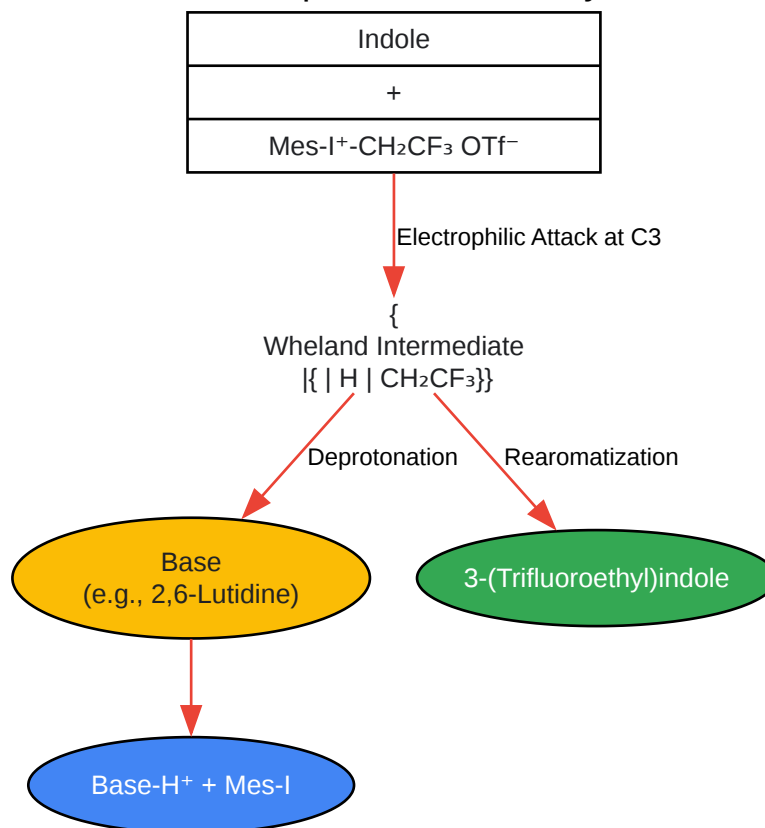 Indole
+
Mes-I⁺-CH₂CF₃ OTf⁻
Electrophilic Attack at C3
{
Wheland Intermediate
|{ | H | CH₂CF₃}}
Deprotonation
Rearomatization
Base
(e.g., 2,6-Lutidine)
3-(Trifluoroethyl)indole
Base-H⁺ + Mes-I